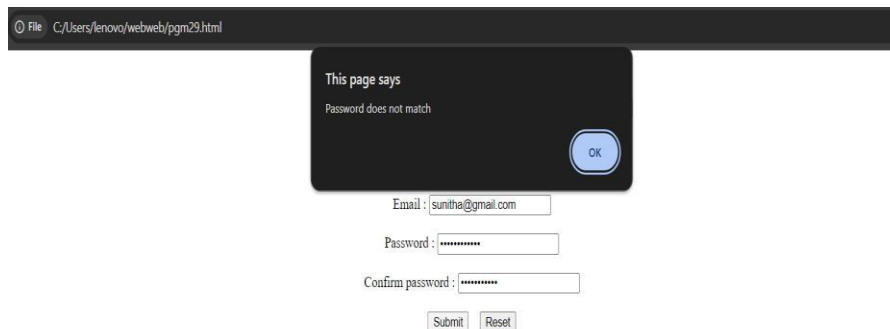 File C:/Users/lenovo/webweb/pgm29.html
This page says
Password does not match
OK
Email : sunitha@gmail.com
Password : ••••••••••••
Confirm password : •••••••••••
Submit Reset